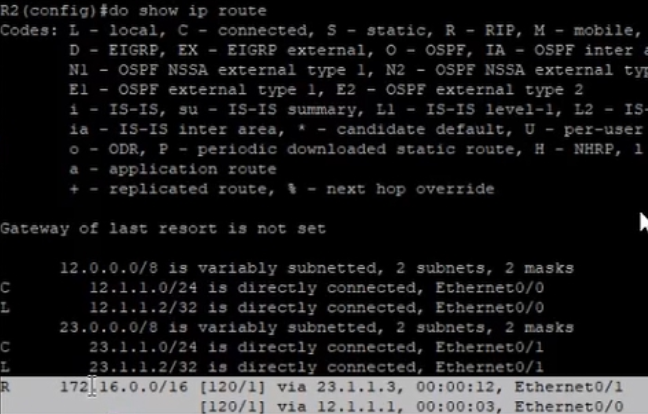 R2(config)#do show ip route
Codes: L - local, C - connected, S - static, R - RIP, M - mobile,
D - EIGRP, EX - EIGRP external, O - OSPF, IA - OSPF inter a
N1 - OSPF NSSA external type 1, N2 - OSPF NSSA external typ
E1 - OSPF external type 1, E2 - OSPF external type 2
i - IS-IS, su - IS-IS summary, L1 - IS-IS level-1, L2 - IS-
ia - IS-IS inter area, * - candidate default, U - per-user
o - ODR, P - periodic downloaded static route, H - NHRP, l
a - application route
+ - replicated route, % - next hop override
Gateway of last resort is not set
12.0.0.0/8 is variably subnetted, 2 subnets, 2 masks
C 12.1.1.0/24 is directly connected, Ethernet0/0
L 12.1.1.2/32 is directly connected, Ethernet0/0
23.0.0.0/8 is variably subnetted, 2 subnets, 2 masks
C 23.1.1.0/24 is directly connected, Ethernet0/1
L 23.1.1.2/32 is directly connected, Ethernet0/1
R 172.16.0.0/16 [120/1] via 23.1.1.3, 00:00:12, Ethernet0/1
[120/1] via 12.1.1.1, 00:00:03, Ethernet0/0